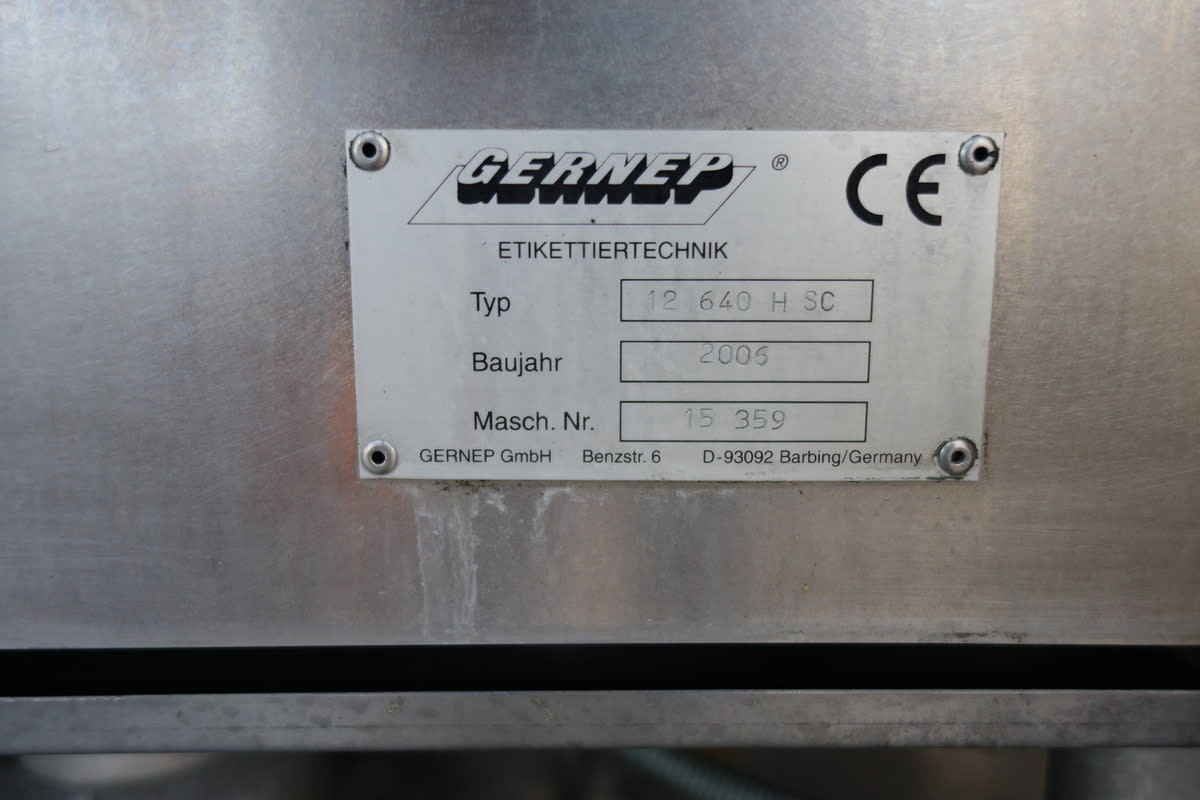 GERNEP ®
CE
ETIKETTIERTECHNIK
Typ 12 640 H SC
Baujahr 2006
Masch. Nr. 15 359
GERNEP GmbH Benzstr. 6 D-93092 Barbing/Germany